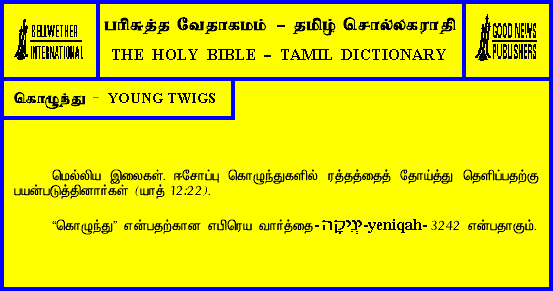 BELLWETHER
INTERNATIONAL
பரிசுத்த வேதாகமம் – தமிழ் சொல்லகராதி
THE HOLY BIBLE – TAMIL DICTIONARY
GOOD NEWS
PUBLISHERS
கொழுந்து – YOUNG TWIGS
மெல்லிய இலைகள். ஈசோப்பு கொழுந்துகளில் ரத்தத்தைத் தோய்த்து தெளிப்பதற்கு
பயன்படுத்தினார்கள் (யாத் 12:22).
“கொழுந்து” என்பதற்கான எபிரெய வார்த்தை-יְנִיקָה-yeniqah- 3242 என்பதாகும்.